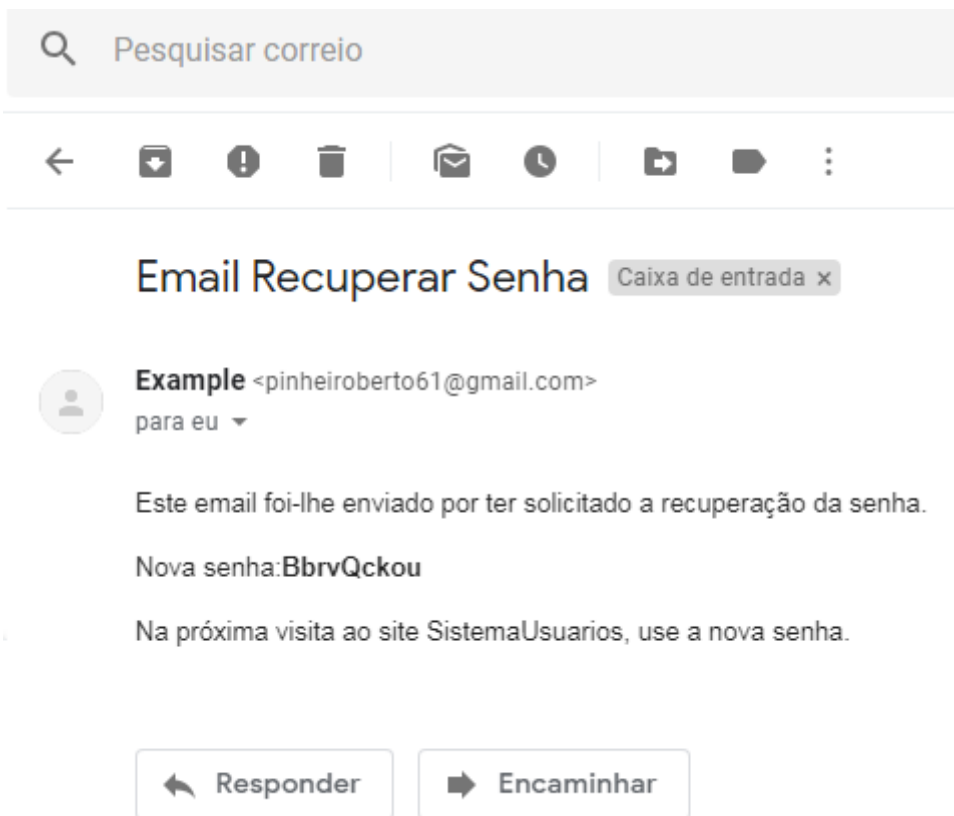 Pesquisar correio
Email Recuperar Senha Caixa de entrada x
Example <pinheiroberto61@gmail.com>
para eu
Este email foi-lhe enviado por ter solicitado a recuperação da senha.
Nova senha:BbrvQckou
Na próxima visita ao site SistemaUsuarios, use a nova senha.
Responder Encaminhar